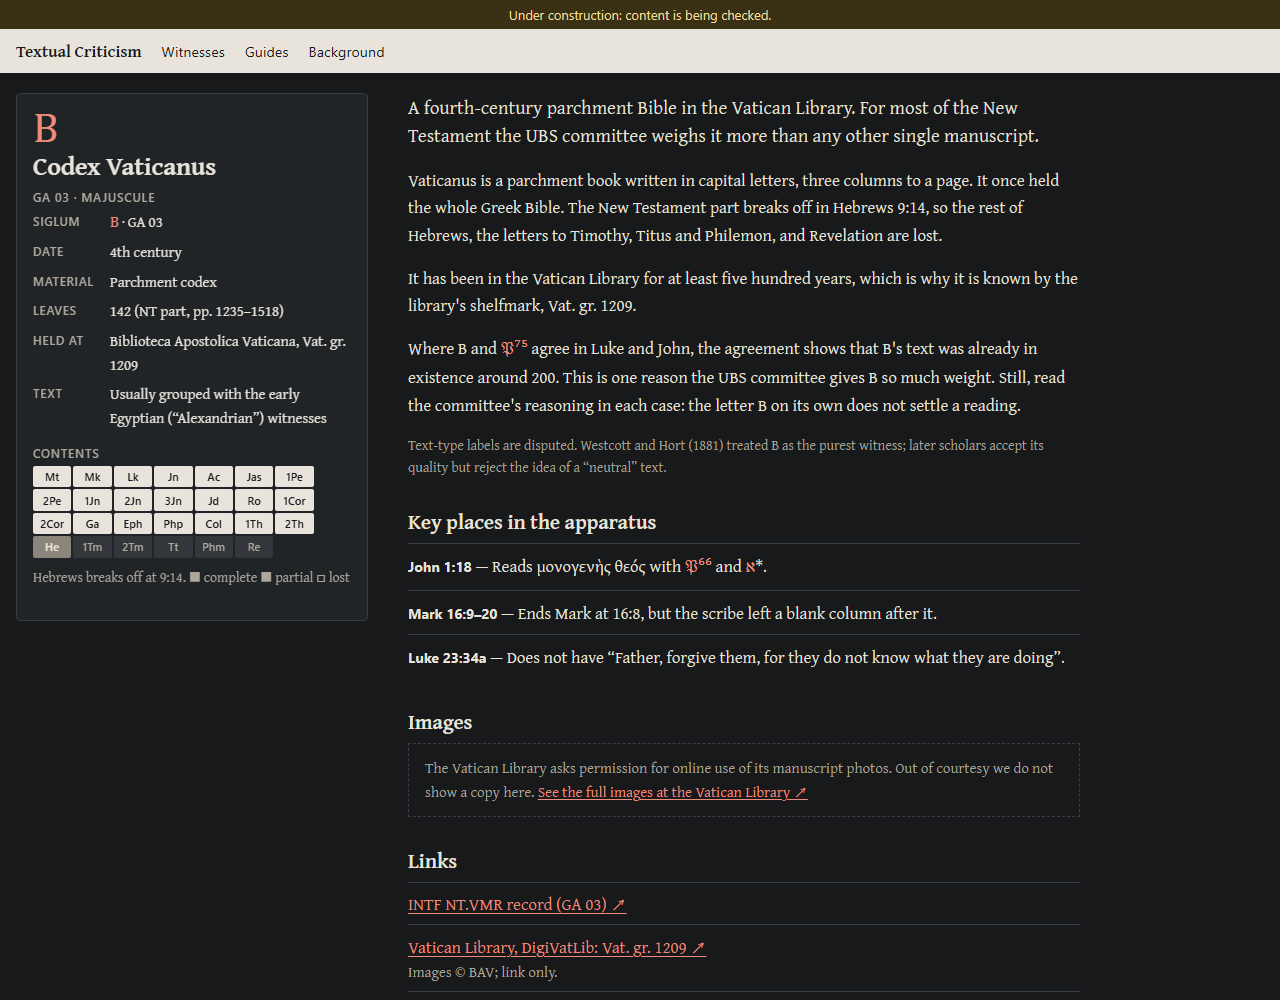 Under construction: content is being checked.
Textual Criticism Witnesses Guides Background
B
Codex Vaticanus
GA 03 · MAJUSCULE
SIGLUM B · GA 03
DATE 4th century
MATERIAL Parchment codex
LEAVES 142 (NT part, pp. 1235–1518)
HELD AT Biblioteca Apostolica Vaticana, Vat. gr.
1209
TEXT Usually grouped with the early
Egyptian (“Alexandrian”) witnesses
CONTENTS
Mt Mk Lk Jn Ac Jas 1Pe
2Pe 1Jn 2Jn 3Jn Jd Ro 1Cor
2Cor Ga Eph Php Col 1Th 2Th
He 1Tm 2Tm Tt Phm Re
Hebrews breaks off at 9:14. ■ complete ■ partial □ lost
A fourth-century parchment Bible in the Vatican Library. For most of the New
Testament the UBS committee weighs it more than any other single manuscript.
Vaticanus is a parchment book written in capital letters, three columns to a page. It once held
the whole Greek Bible. The New Testament part breaks off in Hebrews 9:14, so the rest of
Hebrews, the letters to Timothy, Titus and Philemon, and Revelation are lost.
It has been in the Vatican Library for at least five hundred years, which is why it is known by the
library's shelfmark, Vat. gr. 1209.
Where B and 𝔓⁷⁵ agree in Luke and John, the agreement shows that B's text was already in
existence around 200. This is one reason the UBS committee gives B so much weight. Still, read
the committee's reasoning in each case: the letter B on its own does not settle a reading.
Text-type labels are disputed. Westcott and Hort (1881) treated B as the purest witness; later scholars accept its
quality but reject the idea of a “neutral” text.
Key places in the apparatus
John 1:18 — Reads μονογενὴς θεός with 𝔓⁶⁶ and ℵ*.
Mark 16:9–20 — Ends Mark at 16:8, but the scribe left a blank column after it.
Luke 23:34a — Does not have “Father, forgive them, for they do not know what they are doing”.
Images
The Vatican Library asks permission for online use of its manuscript photos. Out of courtesy we do not
show a copy here. See the full images at the Vatican Library ↗
Links
INTF NT.VMR record (GA 03) ↗
Vatican Library, DigiVatLib: Vat. gr. 1209 ↗
Images © BAV; link only.